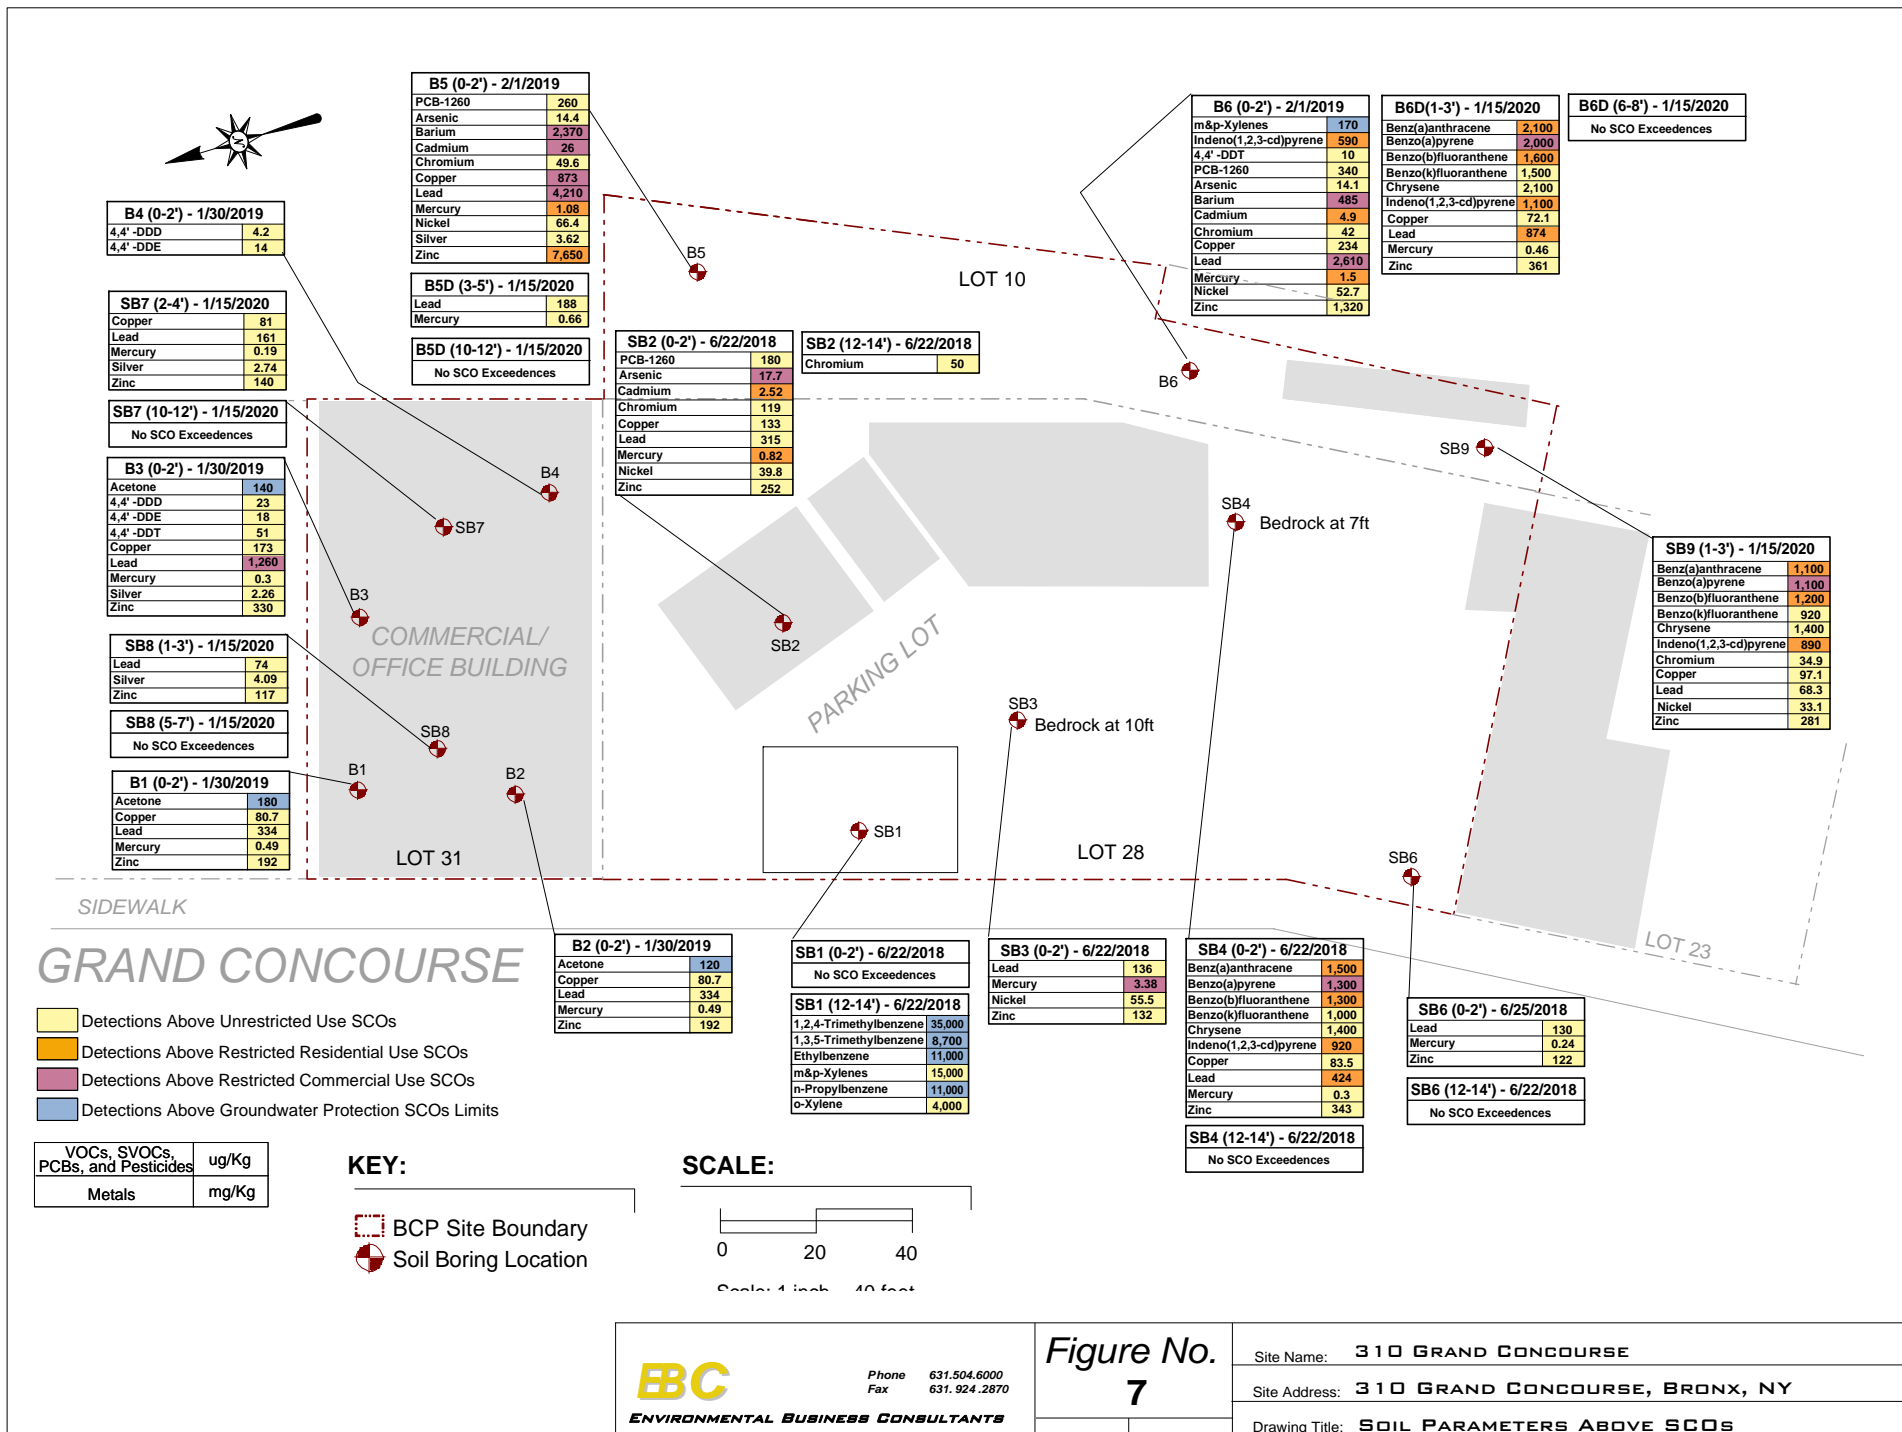 B5 (0-2') - 2/1/2019
PCB-1260 260
Arsenic 14.4
Barium 2,370
Cadmium 26
Chromium 49.6
Copper 873
Lead 4,210
Mercury 1.08
Nickel 66.4
Silver 3.62
Zinc 7,650
B5D (3-5') - 1/15/2020
Lead 188
Mercury 0.66
B5D (10-12') - 1/15/2020
No SCO Exceedences
B6 (0-2') - 2/1/2019
m&p-Xylenes 170
Indeno(1,2,3-cd)pyrene 590
4,4' -DDT 10
PCB-1260 340
Arsenic 14.1
Barium 485
Cadmium 4.9
Chromium 42
Copper 234
Lead 2,610
Mercury 1.5
Nickel 52.7
Zinc 1,320
B6D(1-3') - 1/15/2020
Benz(a)anthracene 2,100
Benzo(a)pyrene 2,000
Benzo(b)fluoranthene 1,600
Benzo(k)fluoranthene 1,500
Chrysene 2,100
Indeno(1,2,3-cd)pyrene 1,100
Copper 72.1
Lead 874
Mercury 0.46
Zinc 361
B6D (6-8') - 1/15/2020
No SCO Exceedences
B4 (0-2') - 1/30/2019
4,4' -DDD 4.2
4,4' -DDE 14
SB7 (2-4') - 1/15/2020
Copper 81
Lead 161
Mercury 0.19
Silver 2.74
Zinc 140
SB7 (10-12') - 1/15/2020
No SCO Exceedences
B3 (0-2') - 1/30/2019
Acetone 140
4,4' -DDD 23
4,4' -DDE 18
4,4' -DDT 51
Copper 173
Lead 1,260
Mercury 0.3
Silver 2.26
Zinc 330
SB8 (1-3') - 1/15/2020
Lead 74
Silver 4.09
Zinc 117
SB8 (5-7') - 1/15/2020
No SCO Exceedences
B1 (0-2') - 1/30/2019
Acetone 180
Copper 80.7
Lead 334
Mercury 0.49
Zinc 192
SB2 (0-2') - 6/22/2018
PCB-1260 180
Arsenic 17.7
Cadmium 2.52
Chromium 119
Copper 133
Lead 315
Mercury 0.82
Nickel 39.8
Zinc 252
SB2 (12-14') - 6/22/2018
Chromium 50
B5
LOT 10
B6
SB9
B4
SB7
SB4
Bedrock at 7ft
B3
COMMERCIAL/
OFFICE BUILDING
SB2
PARKING LOT
SB3
Bedrock at 10ft
SB8
B1
B2
SB1
LOT 31
LOT 28
SB6
LOT 23
SB9 (1-3') - 1/15/2020
Benz(a)anthracene 1,100
Benzo(a)pyrene 1,100
Benzo(b)fluoranthene 1,200
Benzo(k)fluoranthene 920
Chrysene 1,400
Indeno(1,2,3-cd)pyrene 890
Chromium 34.9
Copper 97.1
Lead 68.3
Nickel 33.1
Zinc 281
SIDEWALK
GRAND CONCOURSE
B2 (0-2') - 1/30/2019
Acetone 120
Copper 80.7
Lead 334
Mercury 0.49
Zinc 192
SB1 (0-2') - 6/22/2018
No SCO Exceedences
SB1 (12-14') - 6/22/2018
1,2,4-Trimethylbenzene 35,000
1,3,5-Trimethylbenzene 8,700
Ethylbenzene 11,000
m&p-Xylenes 15,000
n-Propylbenzene 11,000
o-Xylene 4,000
SB3 (0-2') - 6/22/2018
Lead 136
Mercury 3.38
Nickel 55.5
Zinc 132
SB4 (0-2') - 6/22/2018
Benz(a)anthracene 1,500
Benzo(a)pyrene 1,300
Benzo(b)fluoranthene 1,300
Benzo(k)fluoranthene 1,000
Chrysene 1,400
Indeno(1,2,3-cd)pyrene 920
Copper 83.5
Lead 424
Mercury 0.3
Zinc 343
SB4 (12-14') - 6/22/2018
No SCO Exceedences
SB6 (0-2') - 6/25/2018
Lead 130
Mercury 0.24
Zinc 122
SB6 (12-14') - 6/22/2018
No SCO Exceedences
Detections Above Unrestricted Use SCOs
Detections Above Restricted Residential Use SCOs
Detections Above Restricted Commercial Use SCOs
Detections Above Groundwater Protection SCOs Limits
VOCs, SVOCs,
PCBs, and Pesticides ug/Kg
Metals mg/Kg
KEY:
BCP Site Boundary
Soil Boring Location
SCALE:
0 20 40
Scale: 1 inch 40 feet
EBC
Phone 631.504.6000
Fax 631. 924 .2870
ENVIRONMENTAL BUSINESS CONSULTANTS
Figure No.
7
Site Name: 310 GRAND CONCOURSE
Site Address: 310 GRAND CONCOURSE, BRONX, NY
Drawing Title: SOIL PARAMETERS ABOVE SCOS